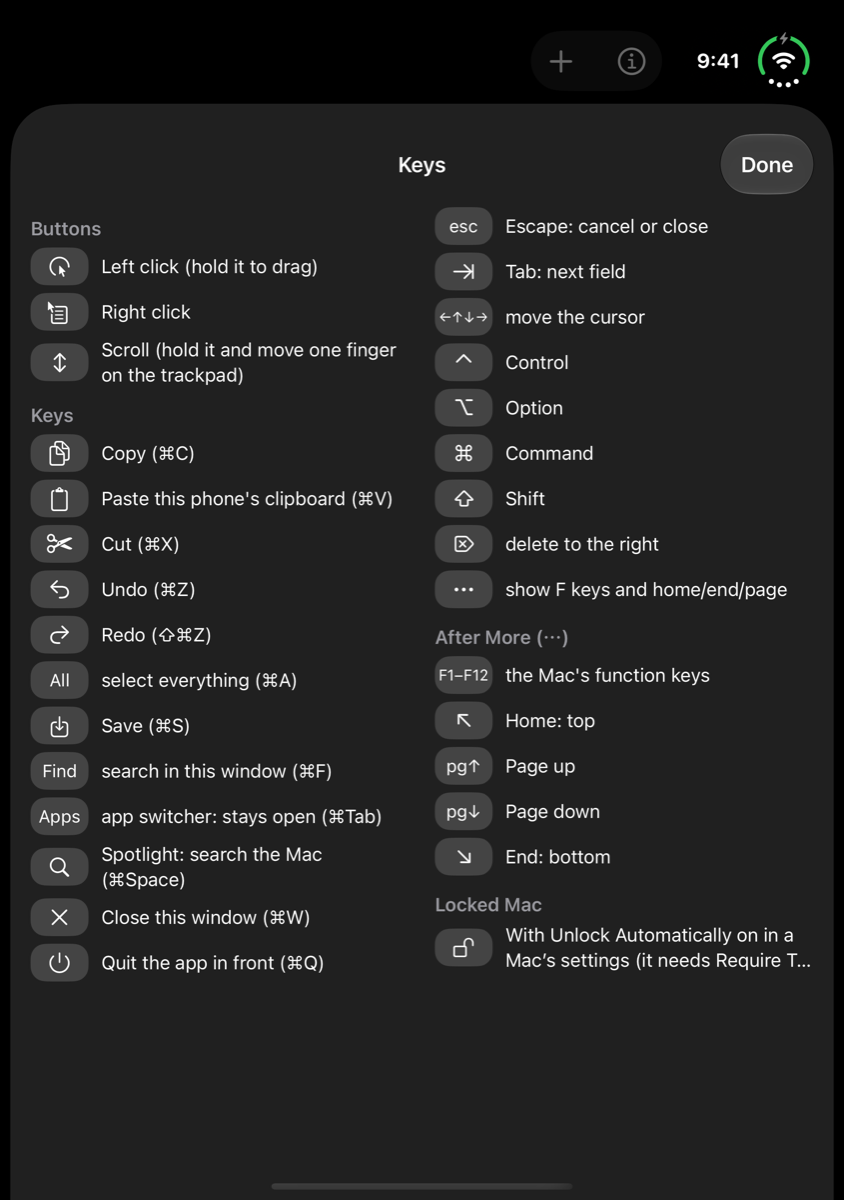 9:41
Keys
Done
Buttons
Left click (hold it to drag)
Right click
Scroll (hold it and move one finger
on the trackpad)
Keys
Copy (⌘C)
Paste this phone's clipboard (⌘V)
Cut (⌘X)
Undo (⌘Z)
Redo (⇧⌘Z)
All select everything (⌘A)
Save (⌘S)
Find search in this window (⌘F)
Apps app switcher: stays open (⌘Tab)
Spotlight: search the Mac
(⌘Space)
Close this window (⌘W)
Quit the app in front (⌘Q)
esc Escape: cancel or close
⇥ Tab: next field
←↑↓→ move the cursor
⌃ Control
⌥ Option
⌘ Command
⇧ Shift
⌦ delete to the right
••• show F keys and home/end/page
After More (···)
F1–F12 the Mac's function keys
↖ Home: top
pg↑ Page up
pg↓ Page down
↘ End: bottom
Locked Mac
With Unlock Automatically on in a
Mac’s settings (it needs Require T...